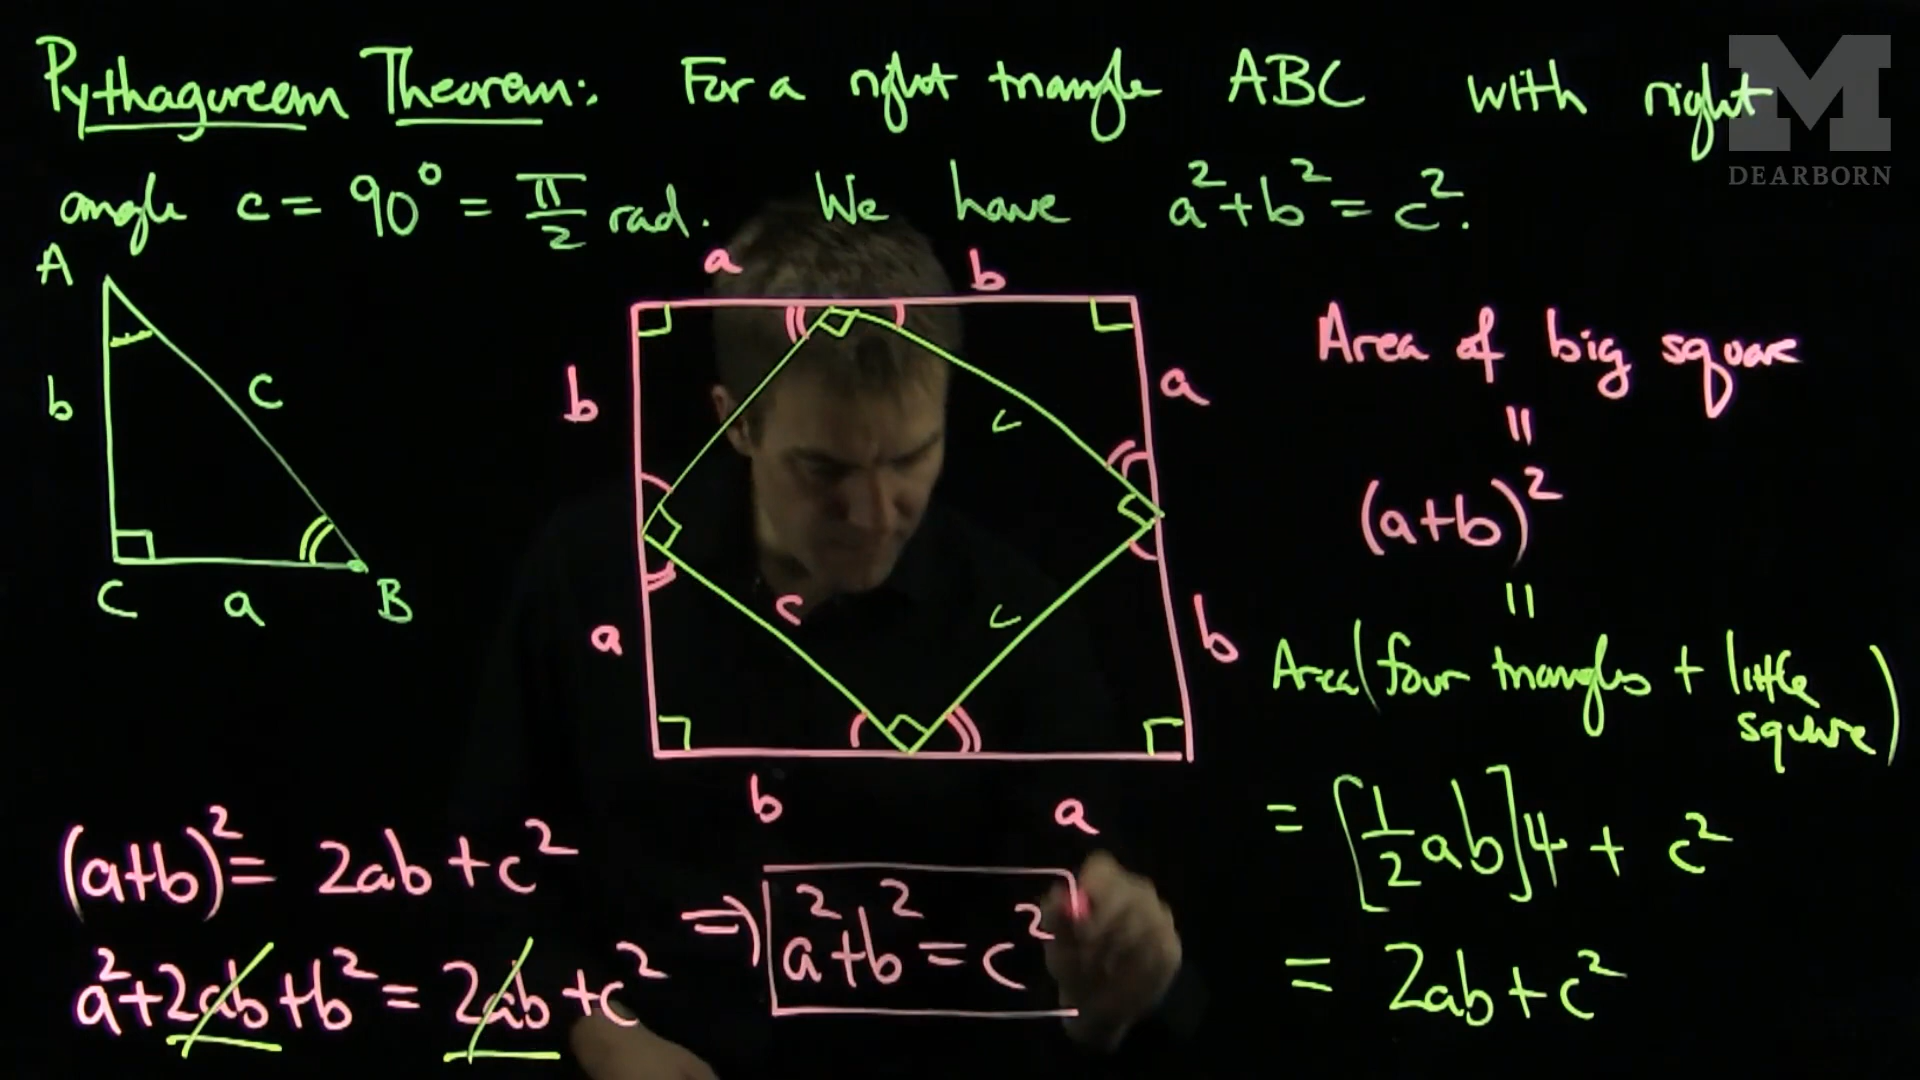 Pythagoream Theorem: For a right triangle ABC with right
angle c = 90° = π/2 rad. We have a² + b² = c².
M
DEARBORN
A
b
c
C a B
a b
b
a
c
c
c
a
b
b a
Area of big square
=
(a+b)²
=
Area(four triangles + little square)
= [1/2 ab]4 + c²
= 2ab + c²
(a+b)² = 2ab + c²
a² + 2ab + b² = 2ab + c²
⇒ a² + b² = c²